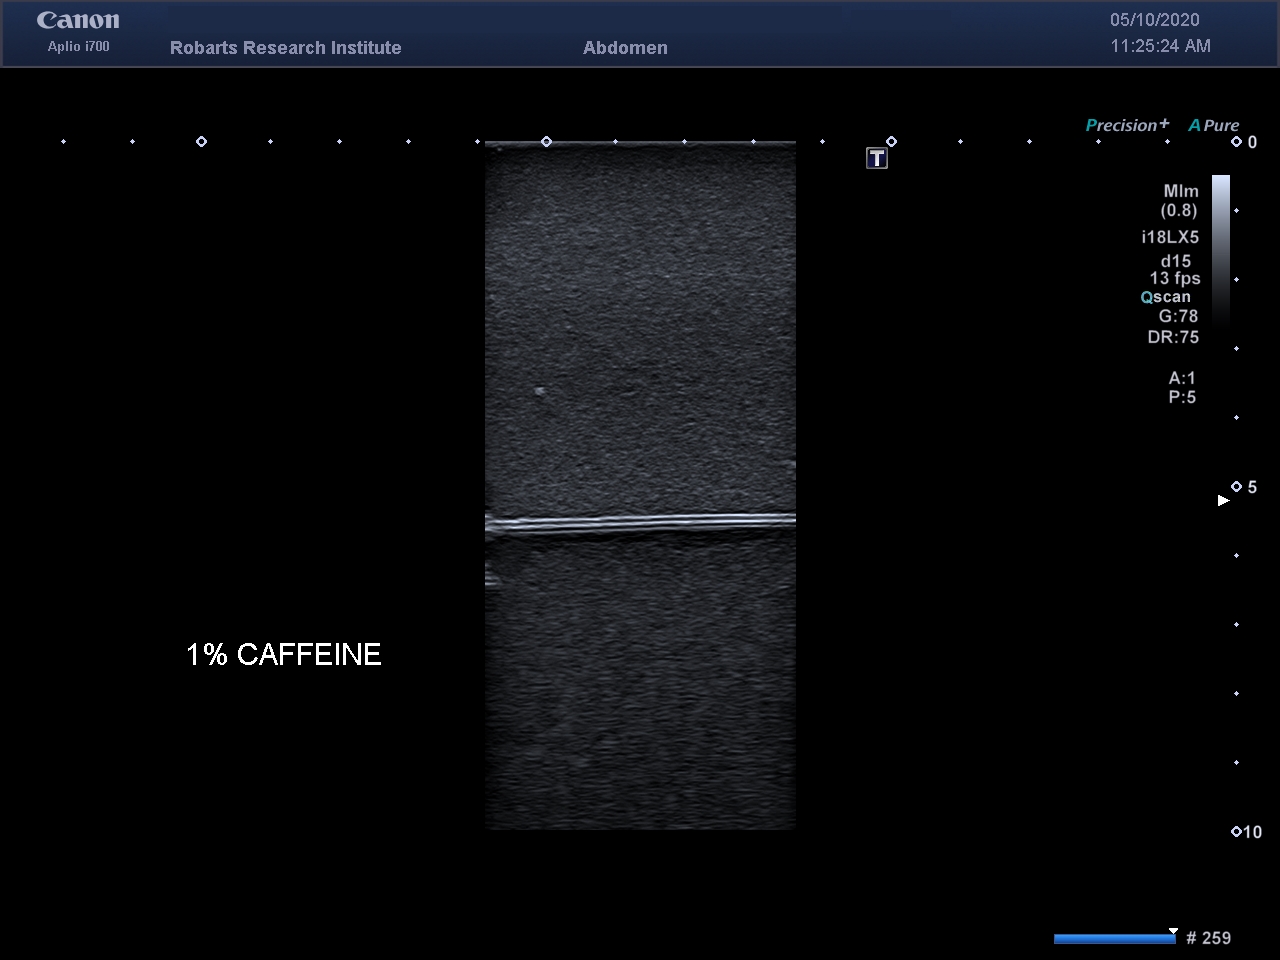 Canon
Aplio i700
Robarts Research Institute
Abdomen
05/10/2020
11:25:24 AM
Precision+ APure
T
0
MIm
(0.8)
i18LX5
d15
13 fps
Qscan
G:78
DR:75
A:1
P:5
5
1% CAFFEINE
10
# 259